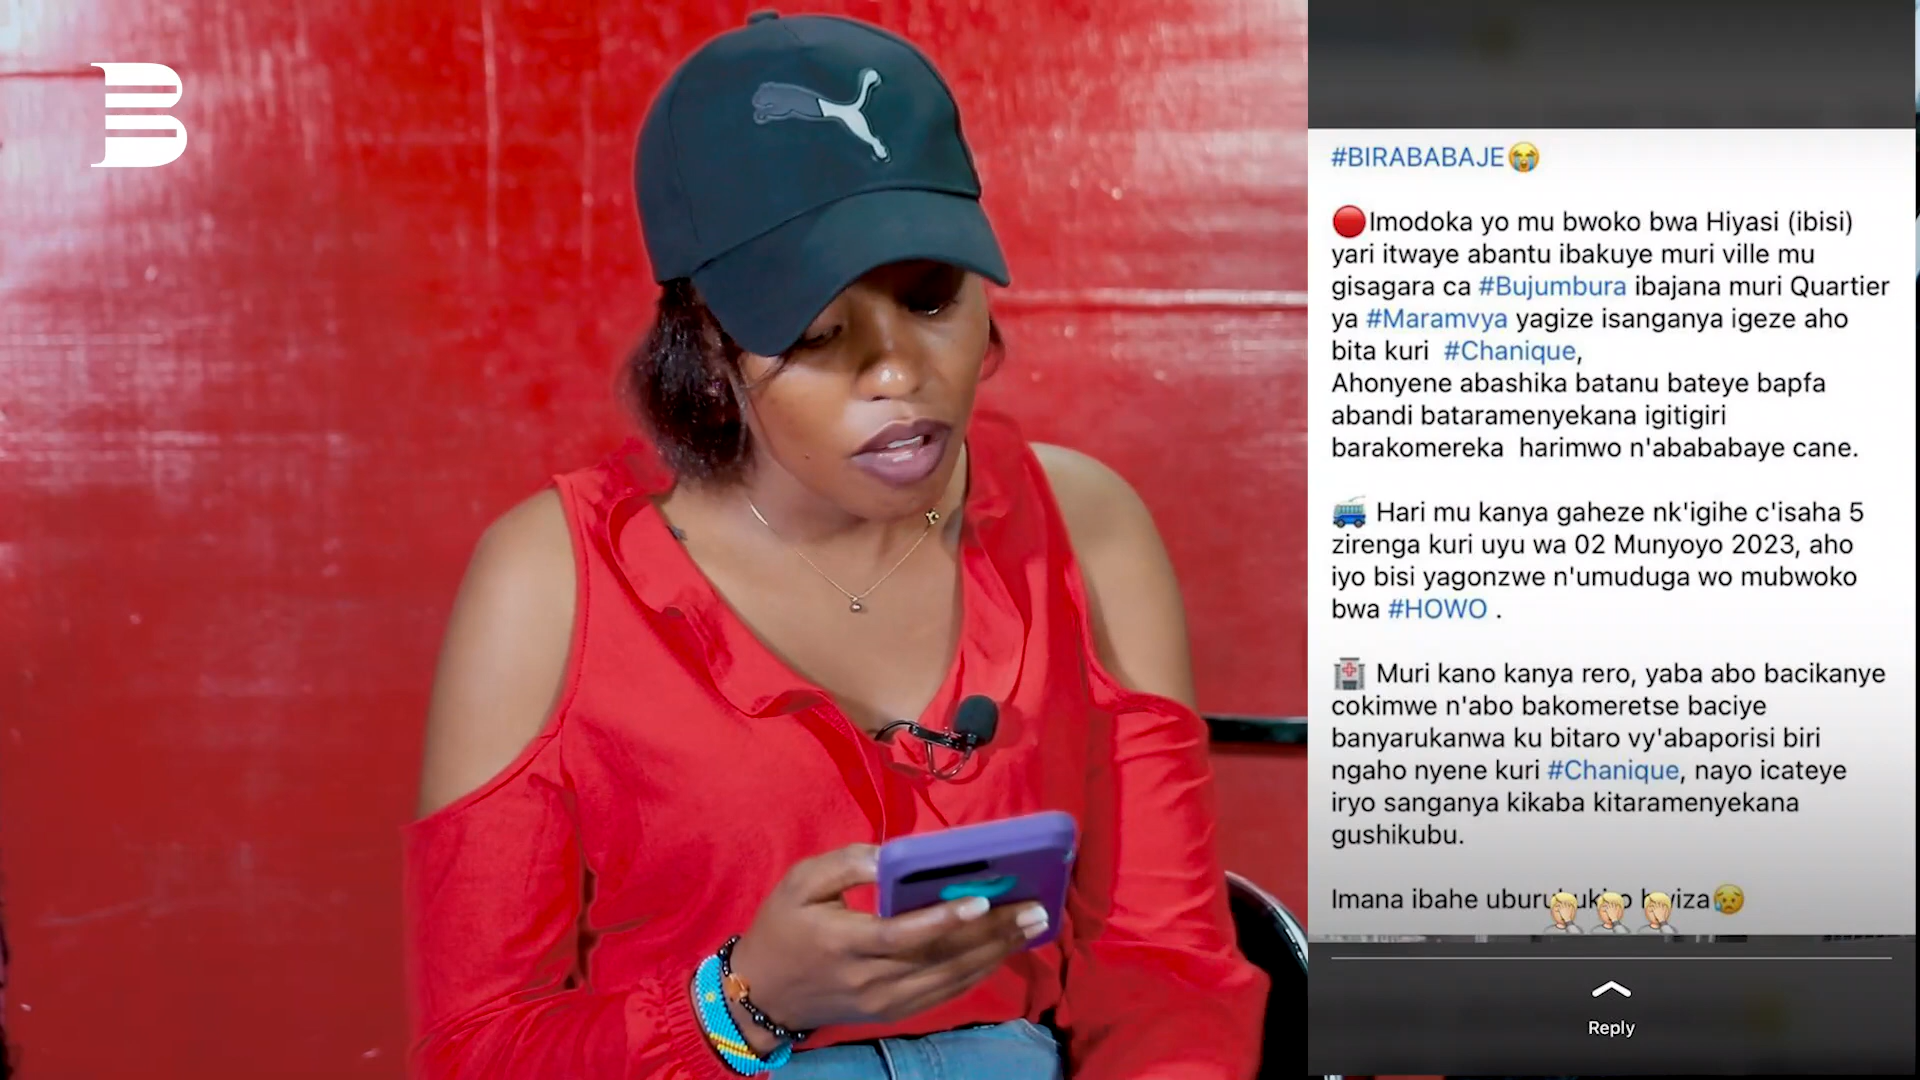 B
#BIRABABAJE😭
🔴Imodoka yo mu bwoko bwa Hiyasi (ibisi)
yari itwaye abantu ibakuye muri ville mu
gisagara ca #Bujumbura ibajana muri Quartier
ya #Maramvya yagize isanganya igeze aho
bita kuri #Chanique,
Ahonyene abashika batanu bateye bapfa
abandi bataramenyekana igitigiri
barakomereka harimwo n'abababaye cane.
🚎 Hari mu kanya gaheze nk'igihe c'isaha 5
zirenga kuri uyu wa 02 Munyoyo 2023, aho
iyo bisi yagonzwe n'umuduga wo mubwoko
bwa #HOWO .
🏥 Muri kano kanya rero, yaba abo bacikanye
cokimwe n'abo bakomeretse baciye
banyarukanwa ku bitaro vy'abaporisi biri
ngaho nyene kuri #Chanique, nayo icateye
iryo sanganya kikaba kitaramenyekana
gushikubu.
Imana ibahe
Reply